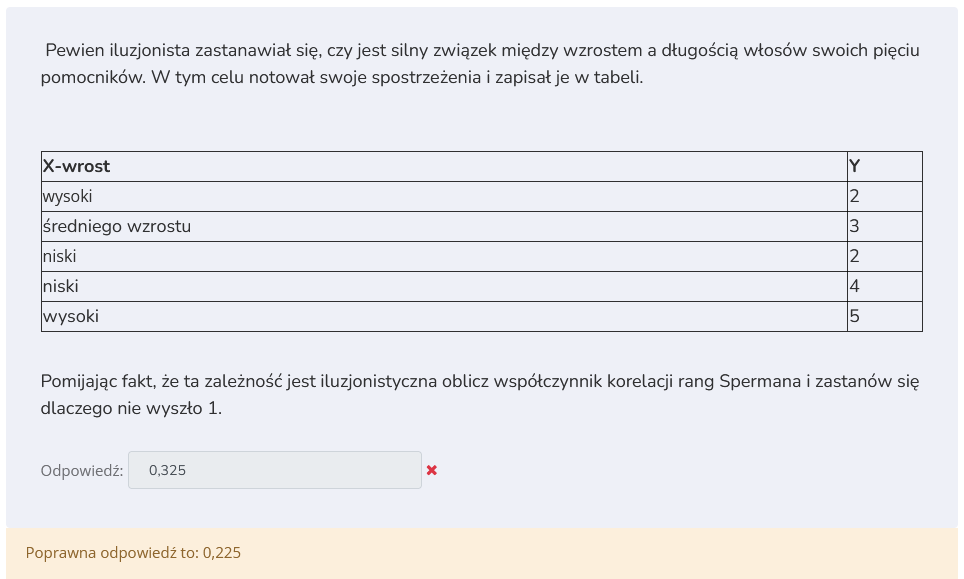 Pewien iluzjonista zastanawiał się, czy jest silny związek między wzrostem a długością włosów swoich pięciu
pomocników. W tym celu notował swoje spostrzeżenia i zapisał je w tabeli.
X-wrost Y
wysoki 2
średniego wzrostu 3
niski 2
niski 4
wysoki 5
Pomijając fakt, że ta zależność jest iluzjonistyczna oblicz współczynnik korelacji rang Spermana i zastanów się
dlaczego nie wyszło 1.
Odpowiedź: 0,325 ✖
Poprawna odpowiedź to: 0,225